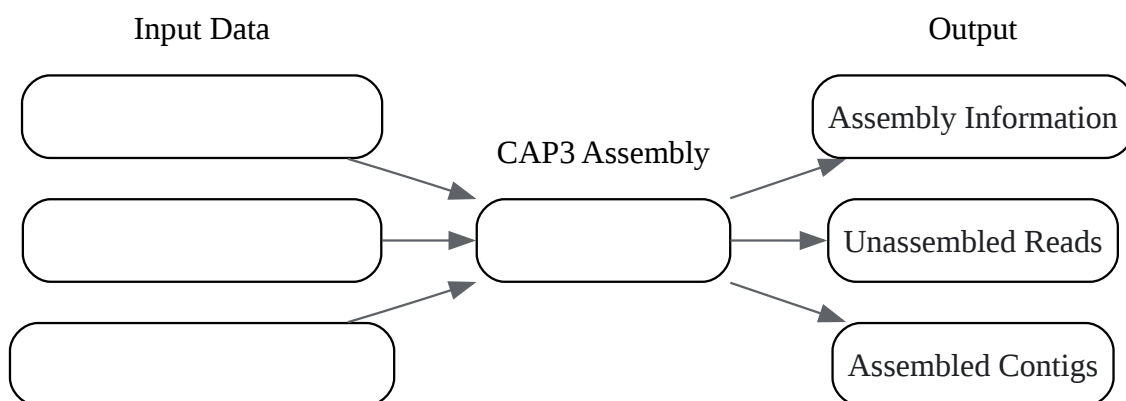 Input Data
Output
Assembly Information
CAP3 Assembly
Unassembled Reads
Assembled Contigs